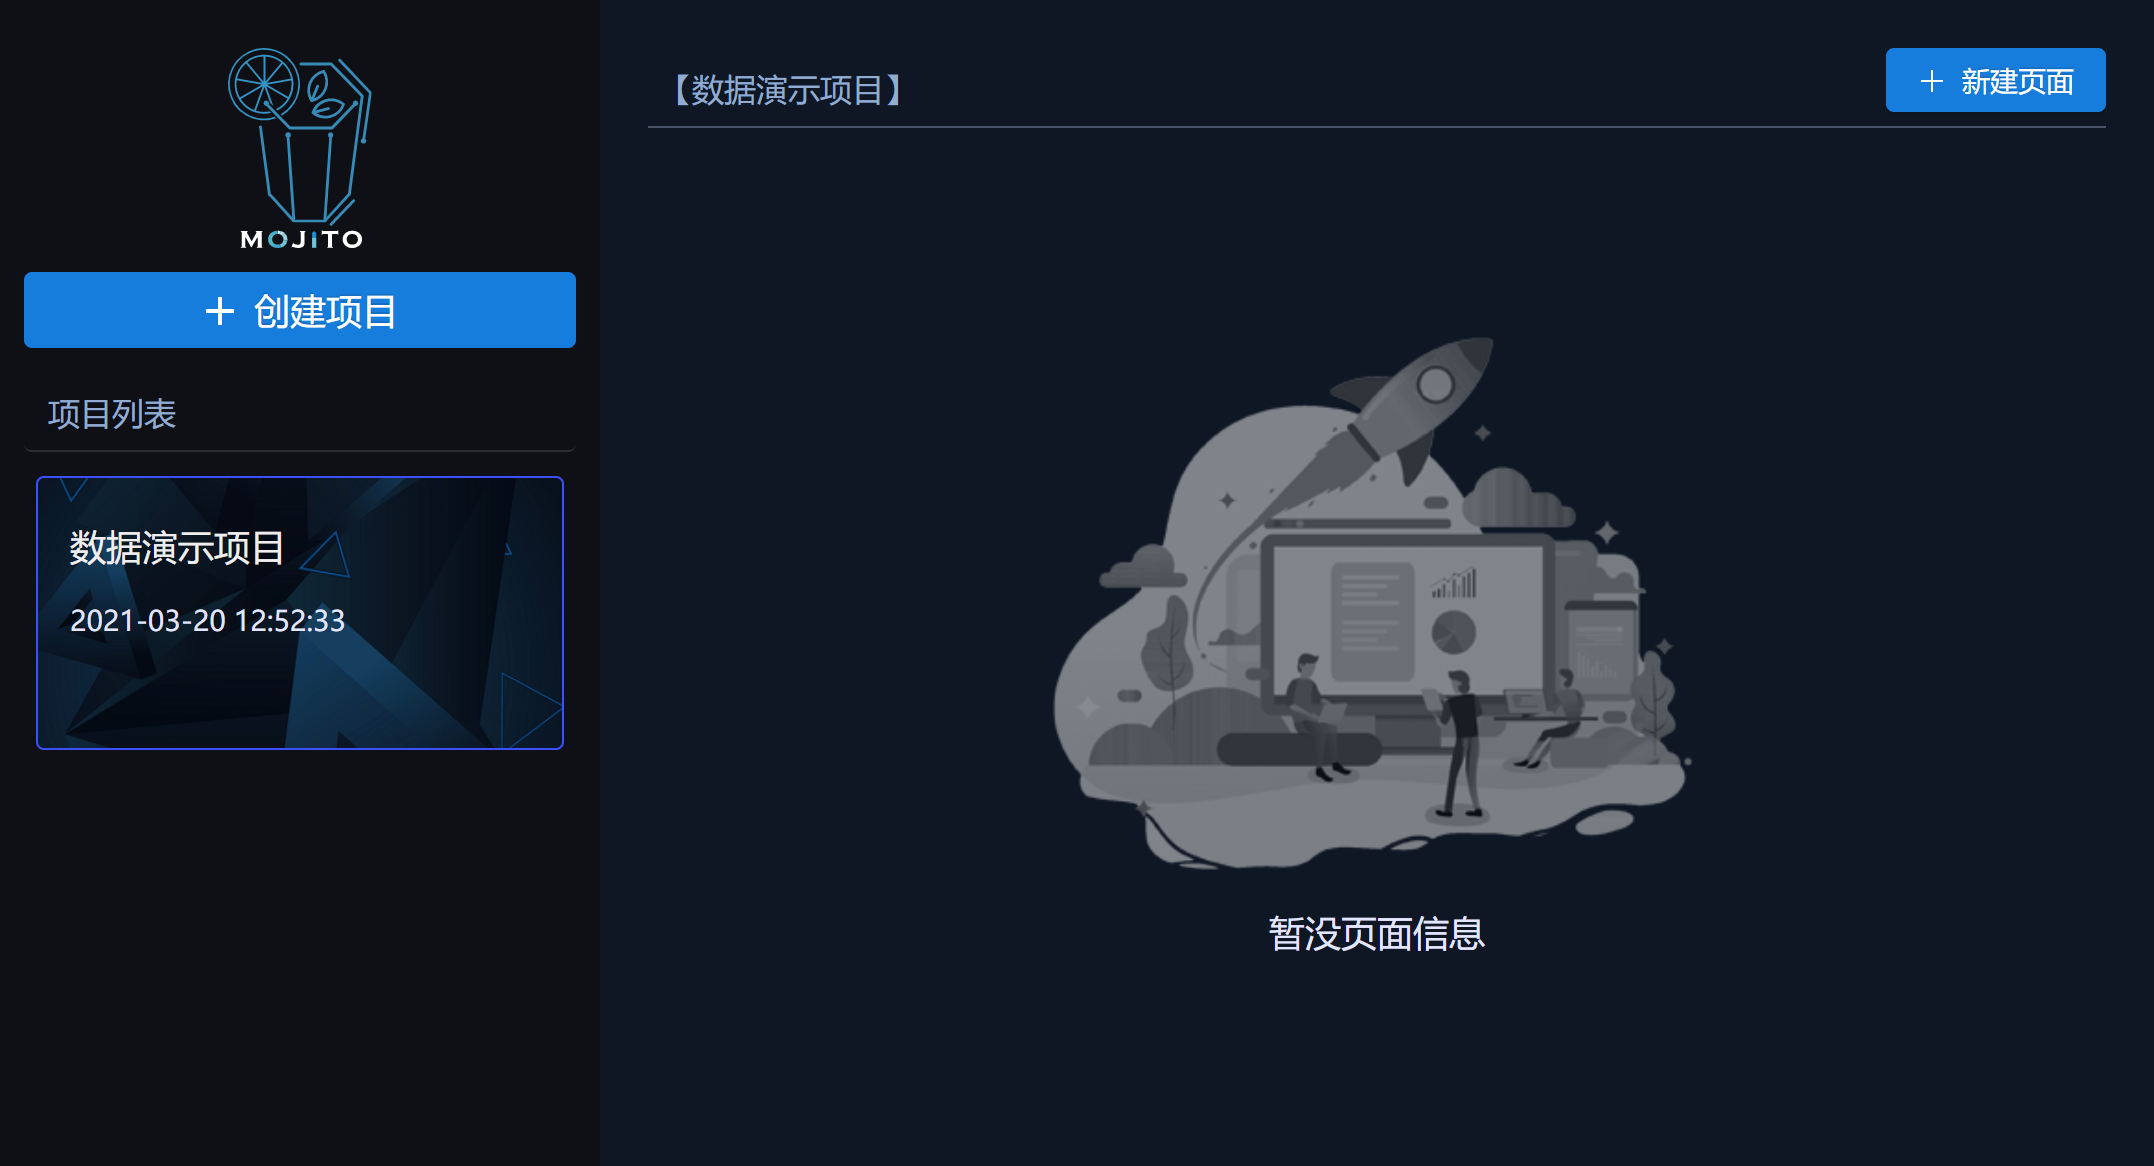 MOJITO
创建项目
项目列表
数据演示项目
2021-03-20 12:52:33
【数据演示项目】
新建页面
暂没页面信息